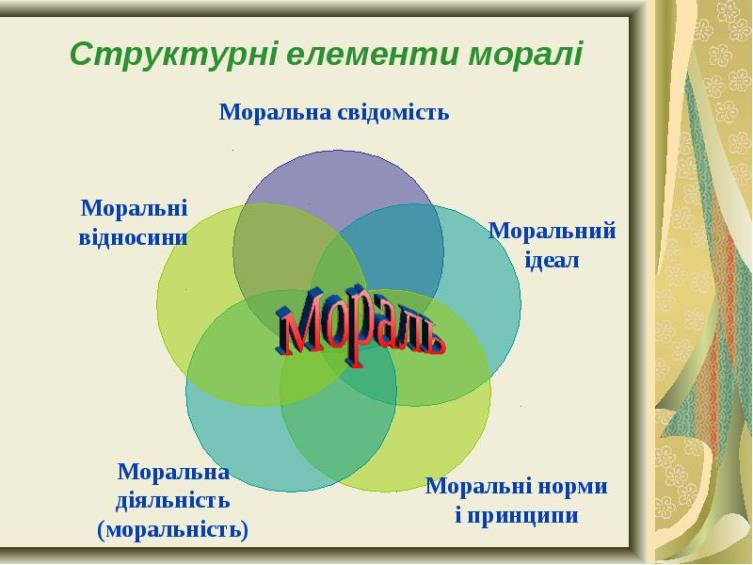 Структурні елементи моралі
Моральна свідомість
Моральні
відносини
Моральний
ідеал
Мораль
Моральна
діяльність
(моральність)
Моральні норми
і принципи